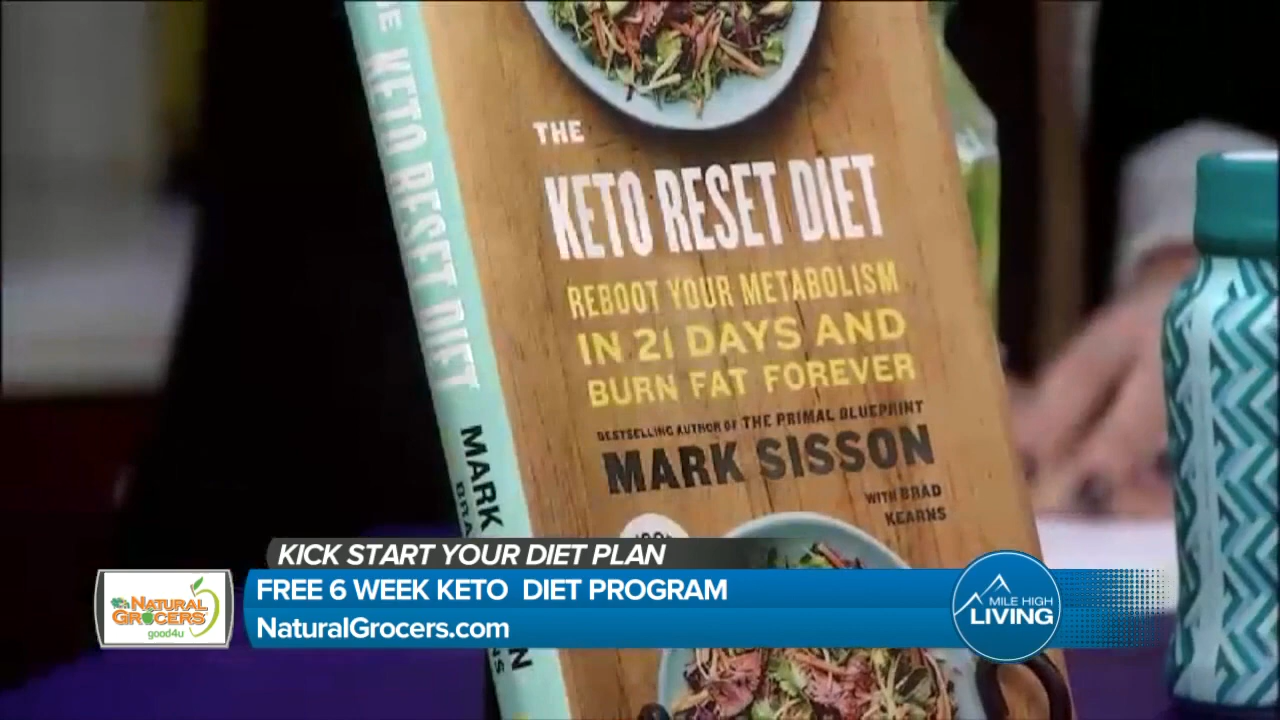 THE
KETO RESET DIET
REBOOT YOUR METABOLISM
IN 21 DAYS AND
BURN FAT FOREVER
BESTSELLING AUTHOR OF THE PRIMAL BLUEPRINT
MARK SISSON
WITH BRAD
KEARNS
KETO RESET DIET
MARK
KICK START YOUR DIET PLAN
FREE 6 WEEK KETO DIET PROGRAM
NaturalGrocers.com
NATURAL
GROCERS
good4u
MILE HIGH
LIVING